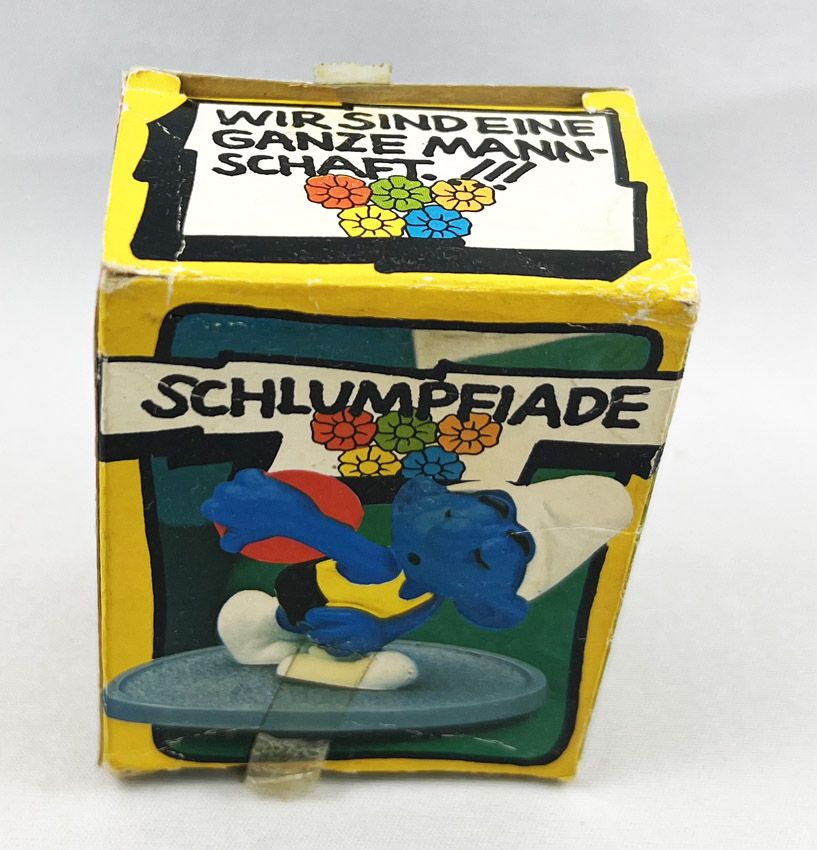 WIR SIND EINE
GANZE MANN-
SCHAFT. !!!
SCHLUMPFIADE